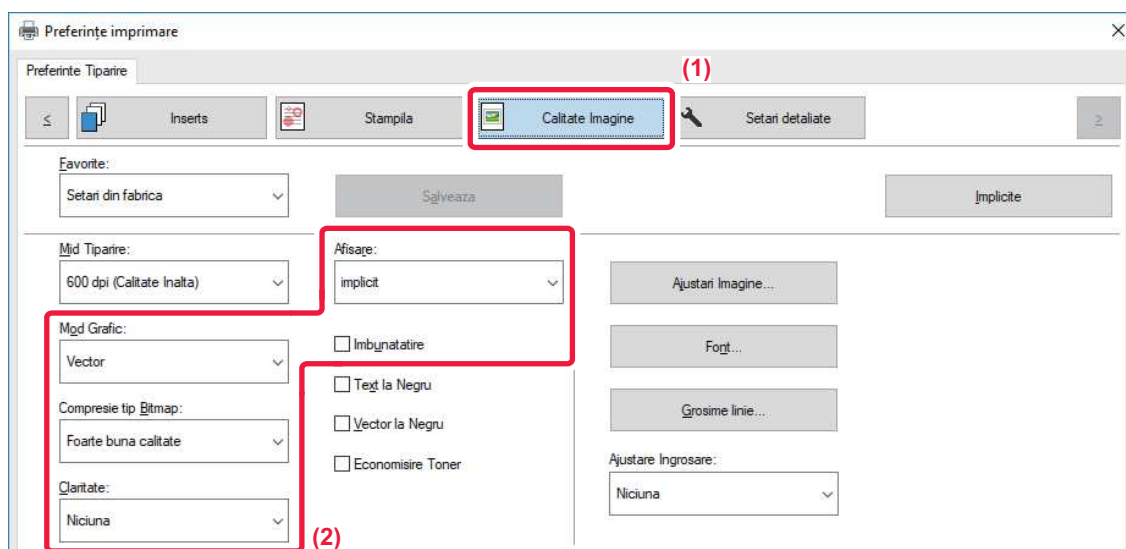 Preferințe imprimare
Preferinte Tiparire
(1)
< Inserts Stampila Calitate Imagine Setari detaliate >
Favorite:
Setari din fabrica Salveaza Implicite
Mid Tiparire: Afisare:
600 dpi (Calitate Inalta) implicit Ajustari Imagine...
Mod Grafic:
Vector Imbunatatire Font...
Text la Negru
Compresie tip Bitmap: Vector la Negru Grosime linie...
Foarte buna calitate Economisire Toner
Claritate: Ajustare Ingrosare:
Niciuna Niciuna
(2)